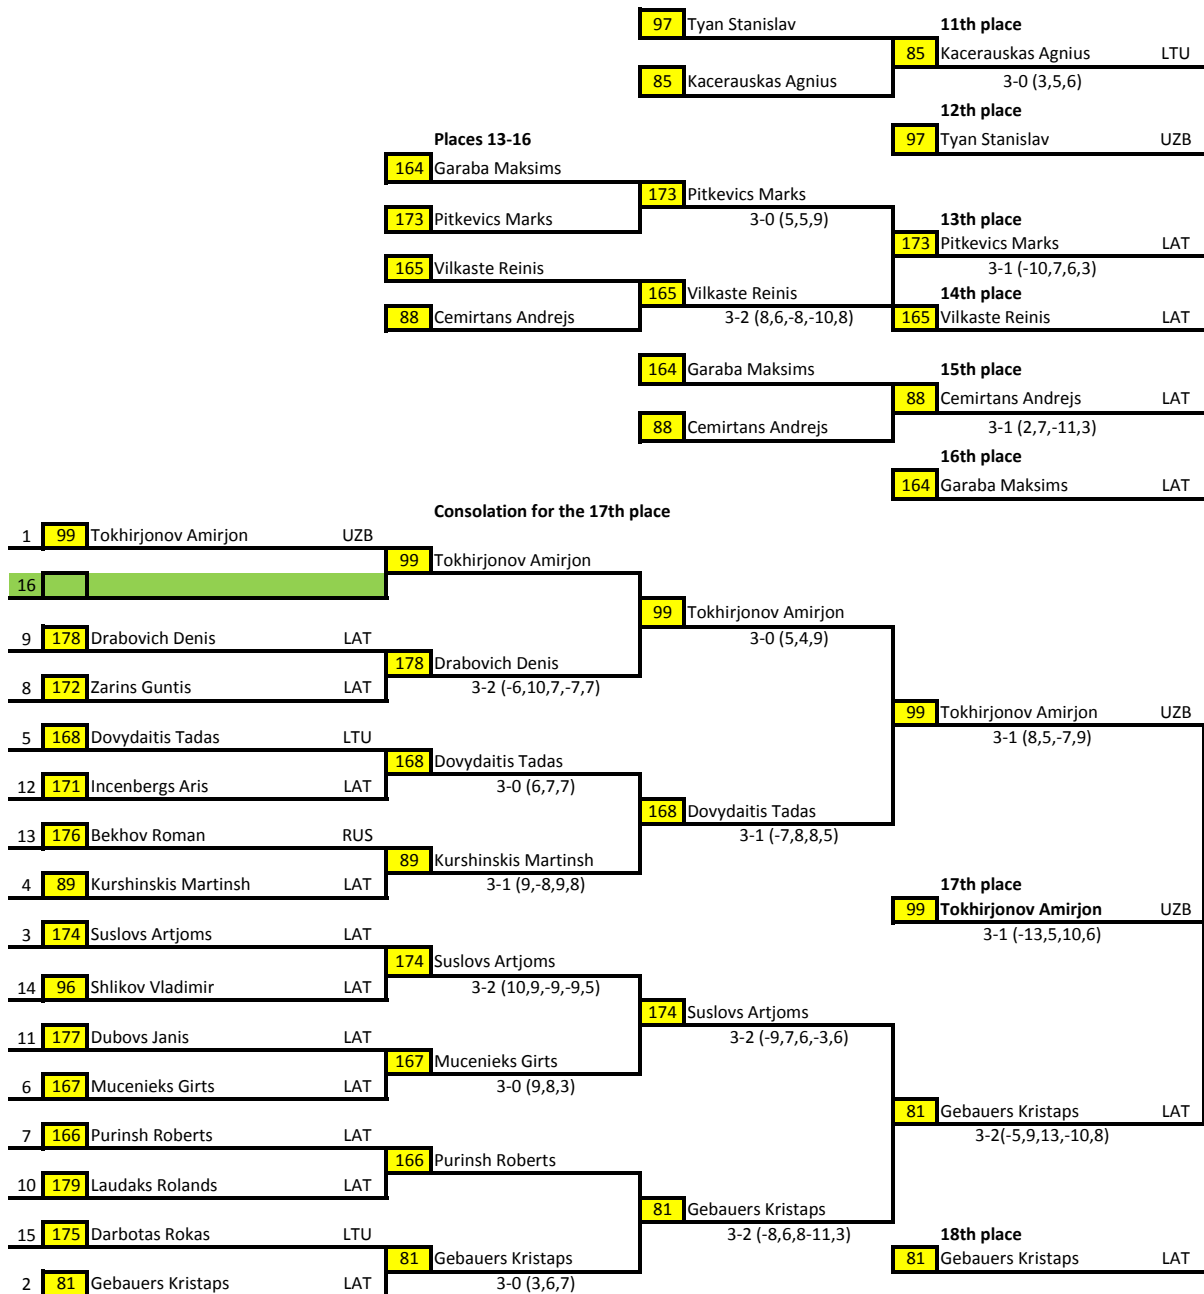 97 Tyan Stanislav 11th place
85 Kacerauskas Agnius LTU
85 Kacerauskas Agnius 3-0 (3,5,6)
12th place
Places 13-16 97 Tyan Stanislav UZB
164 Garaba Maksims
173 Pitkevics Marks
173 Pitkevics Marks 3-0 (5,5,9) 13th place
173 Pitkevics Marks LAT
165 Vilkaste Reinis 3-1 (-10,7,6,3)
165 Vilkaste Reinis 14th place
88 Cemirtans Andrejs 3-2 (8,6,-8,-10,8) 165 Vilkaste Reinis LAT
164 Garaba Maksims 15th place
88 Cemirtans Andrejs LAT
88 Cemirtans Andrejs 3-1 (2,7,-11,3)
16th place
164 Garaba Maksims LAT
Consolation for the 17th place
1 99 Tokhirjonov Amirjon UZB
99 Tokhirjonov Amirjon
16
99 Tokhirjonov Amirjon
9 178 Drabovich Denis LAT 3-0 (5,4,9)
178 Drabovich Denis
8 172 Zarins Guntis LAT 3-2 (-6,10,7,-7,7)
99 Tokhirjonov Amirjon UZB
5 168 Dovydaitis Tadas LTU 3-1 (8,5,-7,9)
168 Dovydaitis Tadas
12 171 Incenbergs Aris LAT 3-0 (6,7,7)
168 Dovydaitis Tadas
13 176 Bekhov Roman RUS 3-1 (-7,8,8,5)
89 Kurshinskis Martinsh
4 89 Kurshinskis Martinsh LAT 3-1 (9,-8,9,8) 17th place
99 Tokhirjonov Amirjon UZB
3 174 Suslovs Artjoms LAT 3-1 (-13,5,10,6)
174 Suslovs Artjoms
14 96 Shlikov Vladimir LAT 3-2 (10,9,-9,-9,5)
174 Suslovs Artjoms
11 177 Dubovs Janis LAT 3-2 (-9,7,6,-3,6)
167 Mucenieks Girts
6 167 Mucenieks Girts LAT 3-0 (9,8,3)
81 Gebauers Kristaps LAT
7 166 Purinsh Roberts LAT 3-2(-5,9,13,-10,8)
166 Purinsh Roberts
10 179 Laudaks Rolands LAT
81 Gebauers Kristaps
15 175 Darbotas Rokas LTU 3-2 (-8,6,8-11,3) 18th place
81 Gebauers Kristaps 81 Gebauers Kristaps LAT
2 81 Gebauers Kristaps LAT 3-0 (3,6,7)